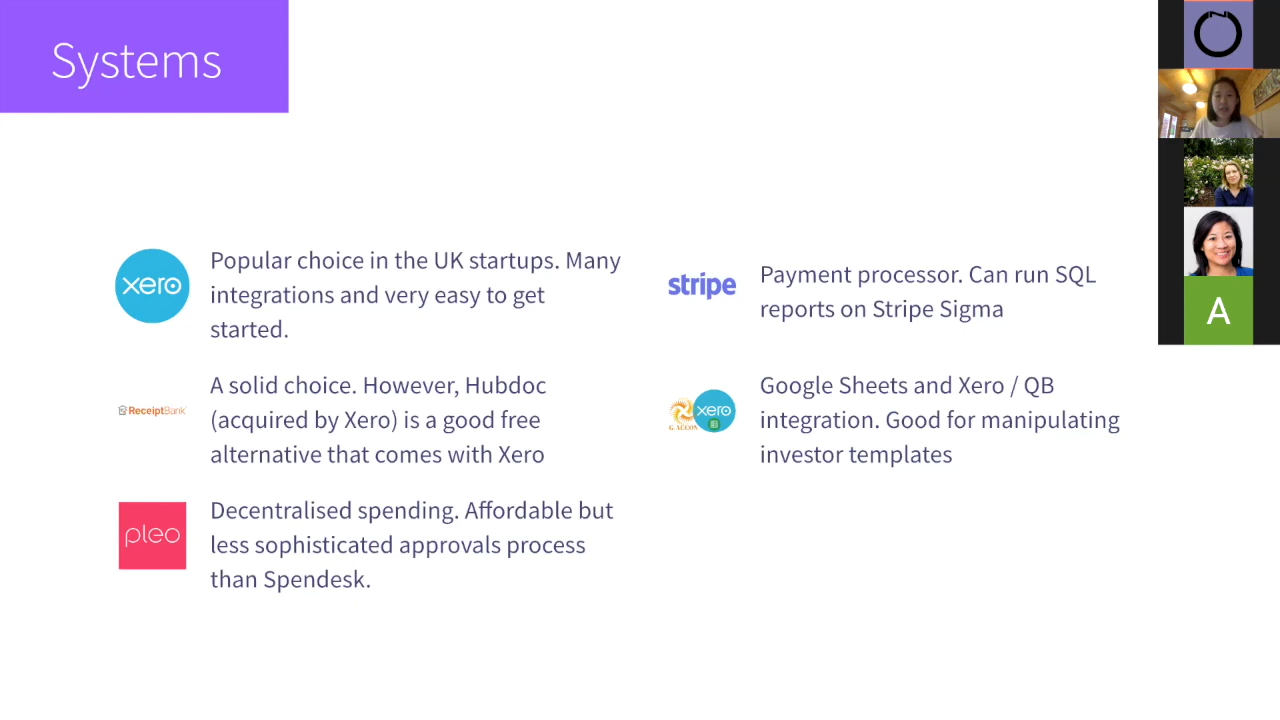 Systems
xero
Popular choice in the UK startups. Many
integrations and very easy to get
started.
ReceiptBank
A solid choice. However, Hubdoc
(acquired by Xero) is a good free
alternative that comes with Xero
pleo
Decentralised spending. Affordable but
less sophisticated approvals process
than Spendesk.
stripe
Payment processor. Can run SQL
reports on Stripe Sigma
G-ACCON
xero
Google Sheets and Xero / QB
integration. Good for manipulating
investor templates
A